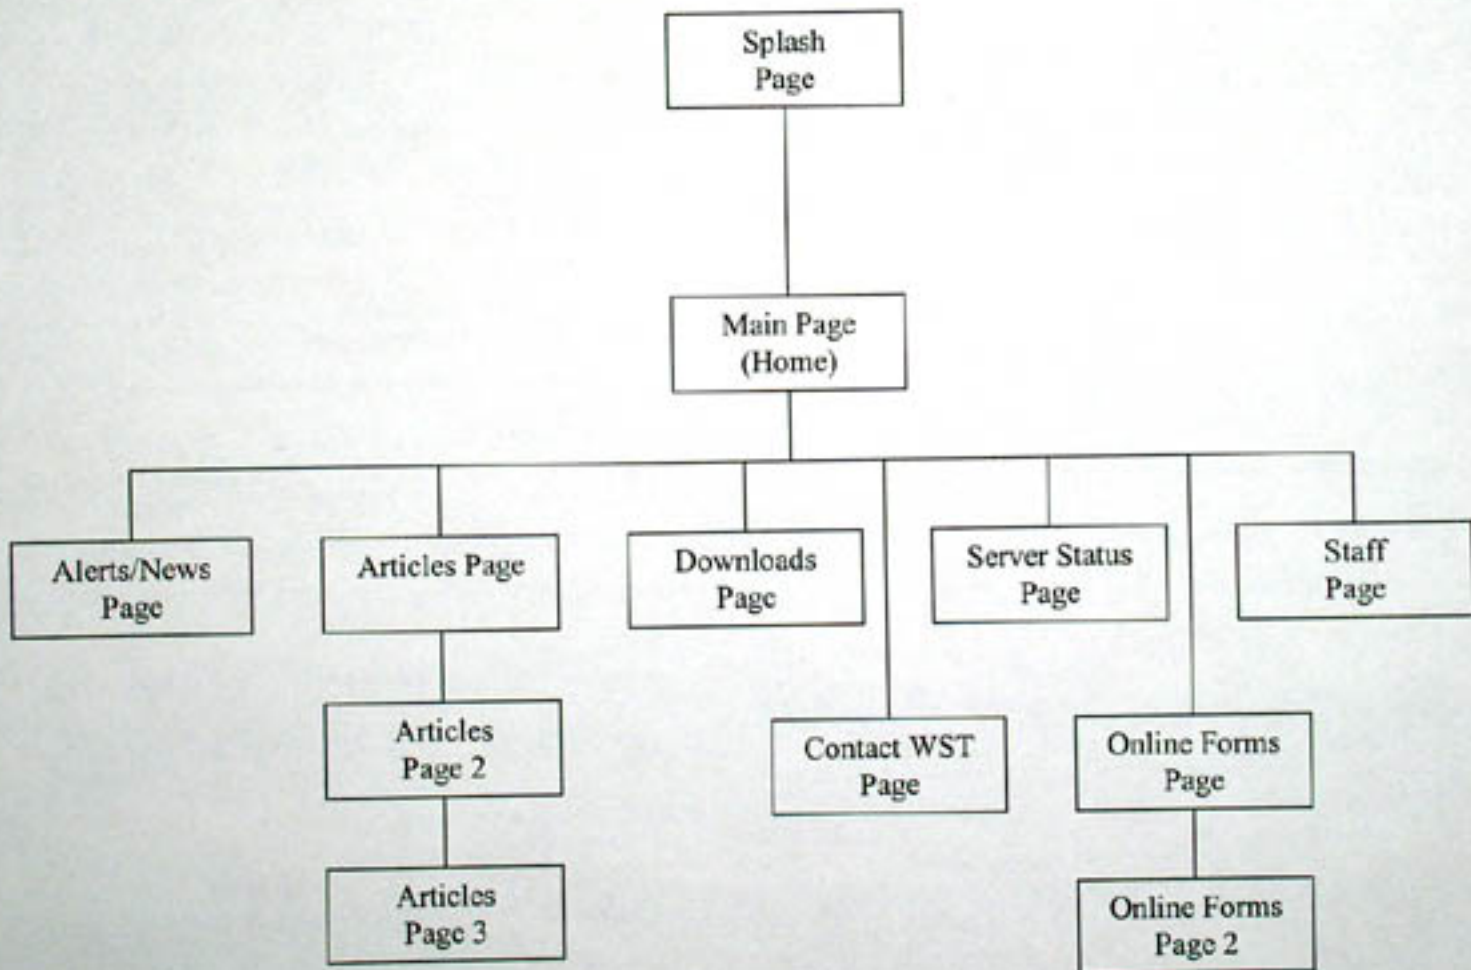 Splash
Page
Main Page
(Home)
Alerts/News
Page
Articles Page
Downloads
Page
Server Status
Page
Staff
Page
Articles
Page 2
Contact WST
Page
Online Forms
Page
Articles
Page 3
Online Forms
Page 2